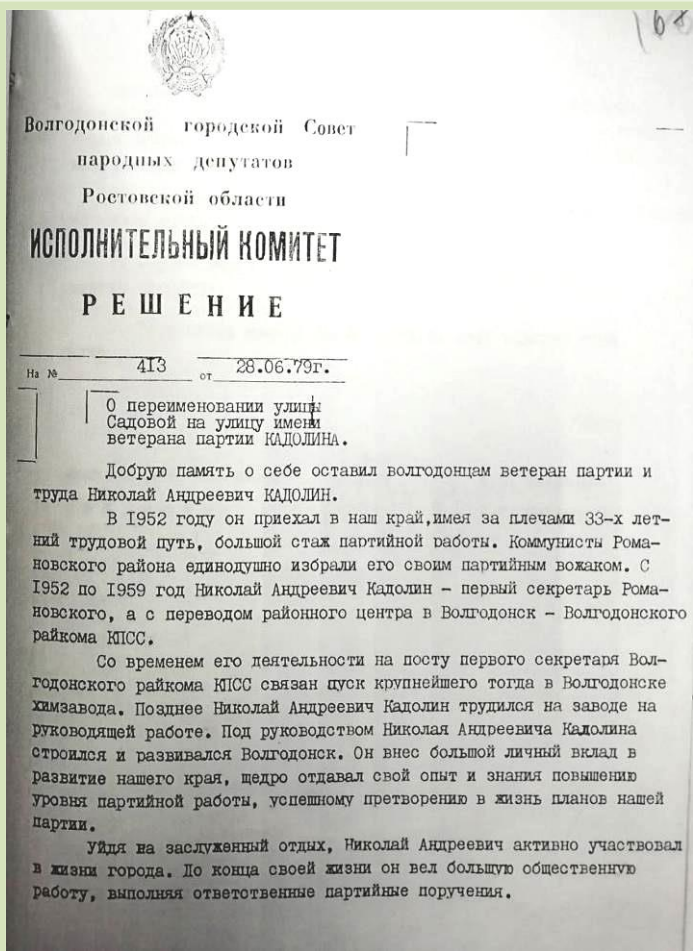 168
Волгодонской городской Совет
народных депутатов
Ростовской области
ИСПОЛНИТЕЛЬНЫЙ КОМИТЕТ
РЕШЕНИЕ
На № 413 от 28.06.79г.
О переименовании улицы
Садовой на улицу имени
ветерана партии КАДОЛИНА.
Добрую память о себе оставил волгодонцам ветеран партии и
труда Николай Андреевич КАДОЛИН.
В 1952 году он приехал в наш край,имея за плечами 33-х лет-
ний трудовой путь, большой стаж партийной работы. Коммунисты Рома-
новского района единодушно избрали его своим партийным вожаком. С
1952 по 1959 год Николай Андреевич Кадолин - первый секретарь Рома-
новского, а с переводом районного центра в Волгодонск - Волгодонского
райкома КПСС.
Со временем его деятельности на посту первого секретаря Вол-
годонского райкома КПСС связан пуск крупнейшего тогда в Волгодонске
химзавода. Позднее Николай Андреевич Кадолин трудился на заводе на
руководящей работе. Под руководством Николая Андреевича Кадолина
строился и развивался Волгодонск. Он внес большой личный вклад в
развитие нашего края, щедро отдавал свой опыт и знания повышению
уровня партийной работы, успешному претворению в жизнь планов нашей
партии.
Уйдя на заслуженный отдых, Николай Андреевич активно участвовал
в жизни города. До конца своей жизни он вел большую общественную
работу, выполняя ответственные партийные поручения.